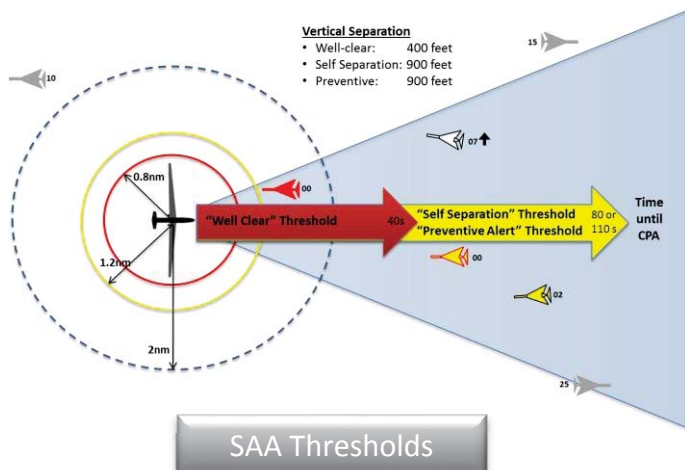 Vertical Separation
• Well-clear: 400 feet
• Self Separation: 900 feet
• Preventive: 900 feet
15
10
07
0.8nm
00
"Well Clear" Threshold
40s
"Self Separation" Threshold
"Preventive Alert" Threshold
80 or
110 s
Time
until
CPA
1.2nm
00
02
2nm
25
SAA Thresholds